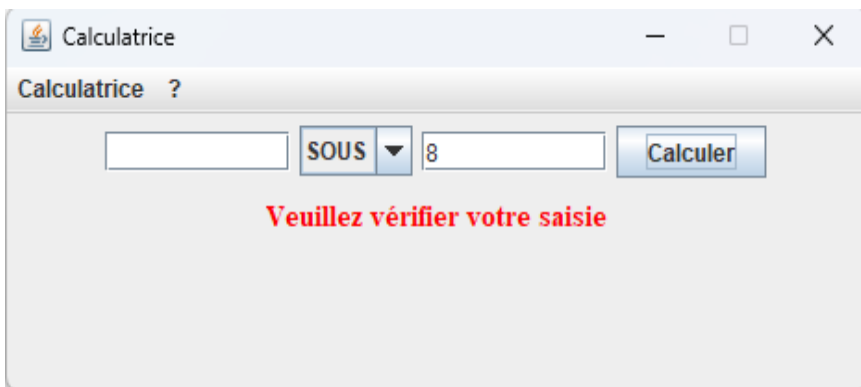 Calculatrice
Calculatrice ?
SOUS 8 Calculer
Veuillez vérifier votre saisie